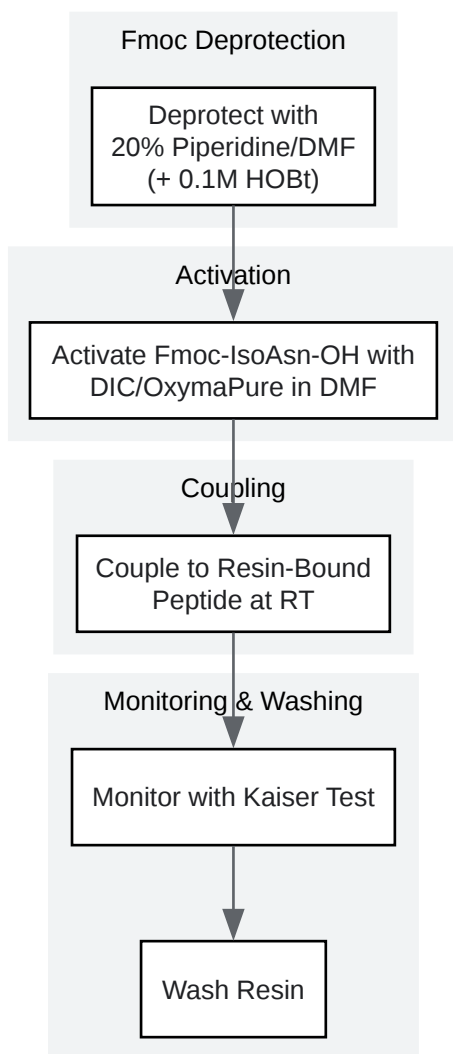 Fmoc Deprotection
Deprotect with
20% Piperidine/DMF
(+ 0.1M HOBt)
Activation
Activate Fmoc-IsoAsn-OH with
DIC/OxymaPure in DMF
Coupling
Couple to Resin-Bound
Peptide at RT
Monitoring & Washing
Monitor with Kaiser Test
Wash Resin